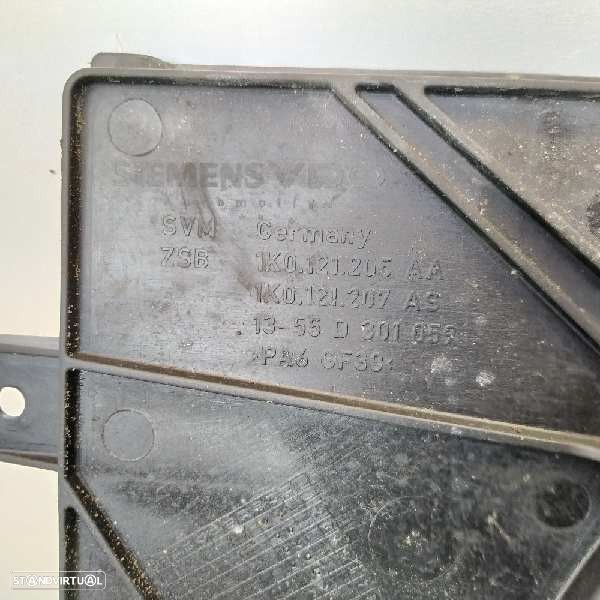 SIEMENS VDO
SVM Germany
ZSB 1K0.121.205 AA
1K0.121.207 AS
13-55 D 301 055
>PA6 GF30<
STANDVIRTUAL